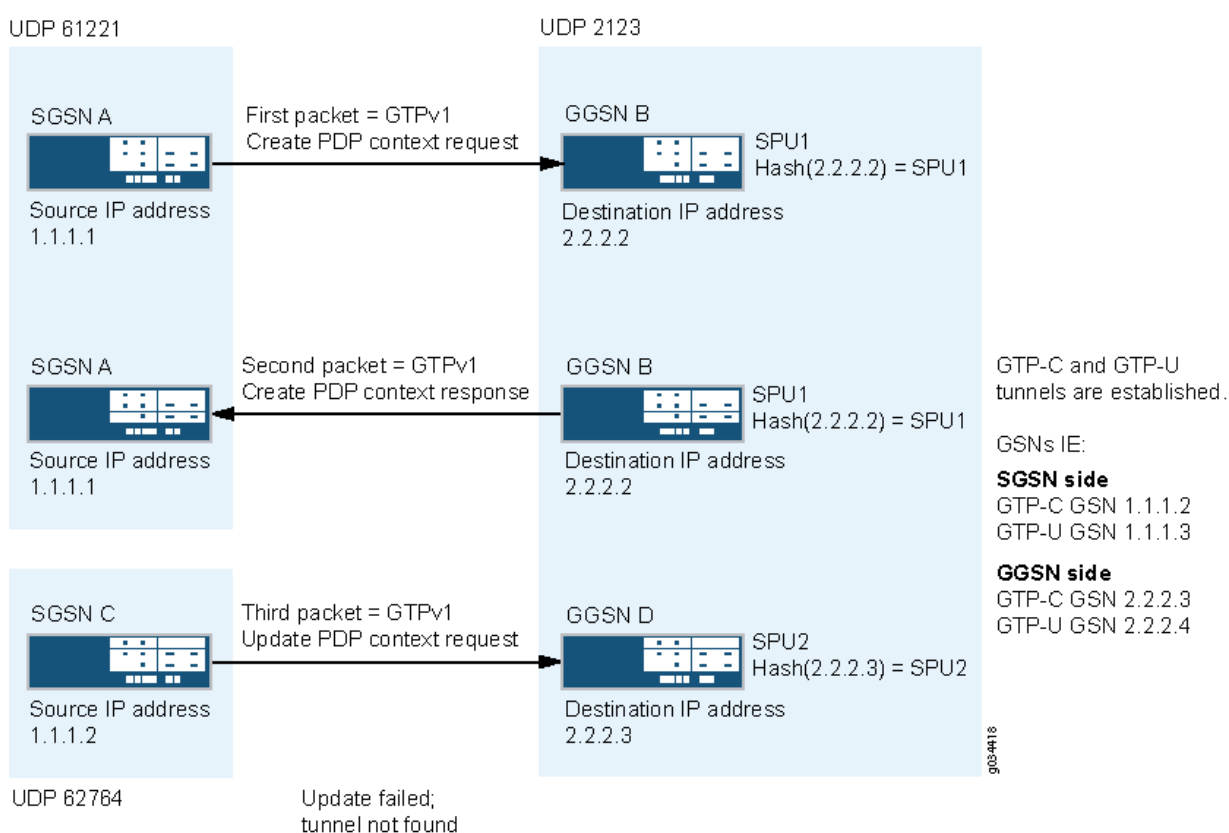 UDP 61221
UDP 2123
SGSN A
First packet = GTPv1
Create PDP context request
GGSN B
SPU1
Hash(2.2.2.2) = SPU1
Source IP address
1.1.1.1
Destination IP address
2.2.2.2
SGSN A
Second packet = GTPv1
Create PDP context response
GGSN B
SPU1
Hash(2.2.2.2) = SPU1
Source IP address
1.1.1.1
Destination IP address
2.2.2.2
GTP-C and GTP-U
tunnels are established.
GSNs IE:
SGSN side
GTP-C GSN 1.1.1.2
GTP-U GSN 1.1.1.3
GGSN side
GTP-C GSN 2.2.2.3
GTP-U GSN 2.2.2.4
SGSN C
Third packet = GTPv1
Update PDP context request
GGSN D
SPU2
Hash(2.2.2.3) = SPU2
Source IP address
1.1.1.2
Destination IP address
2.2.2.3
g034418
UDP 62764
Update failed;
tunnel not found